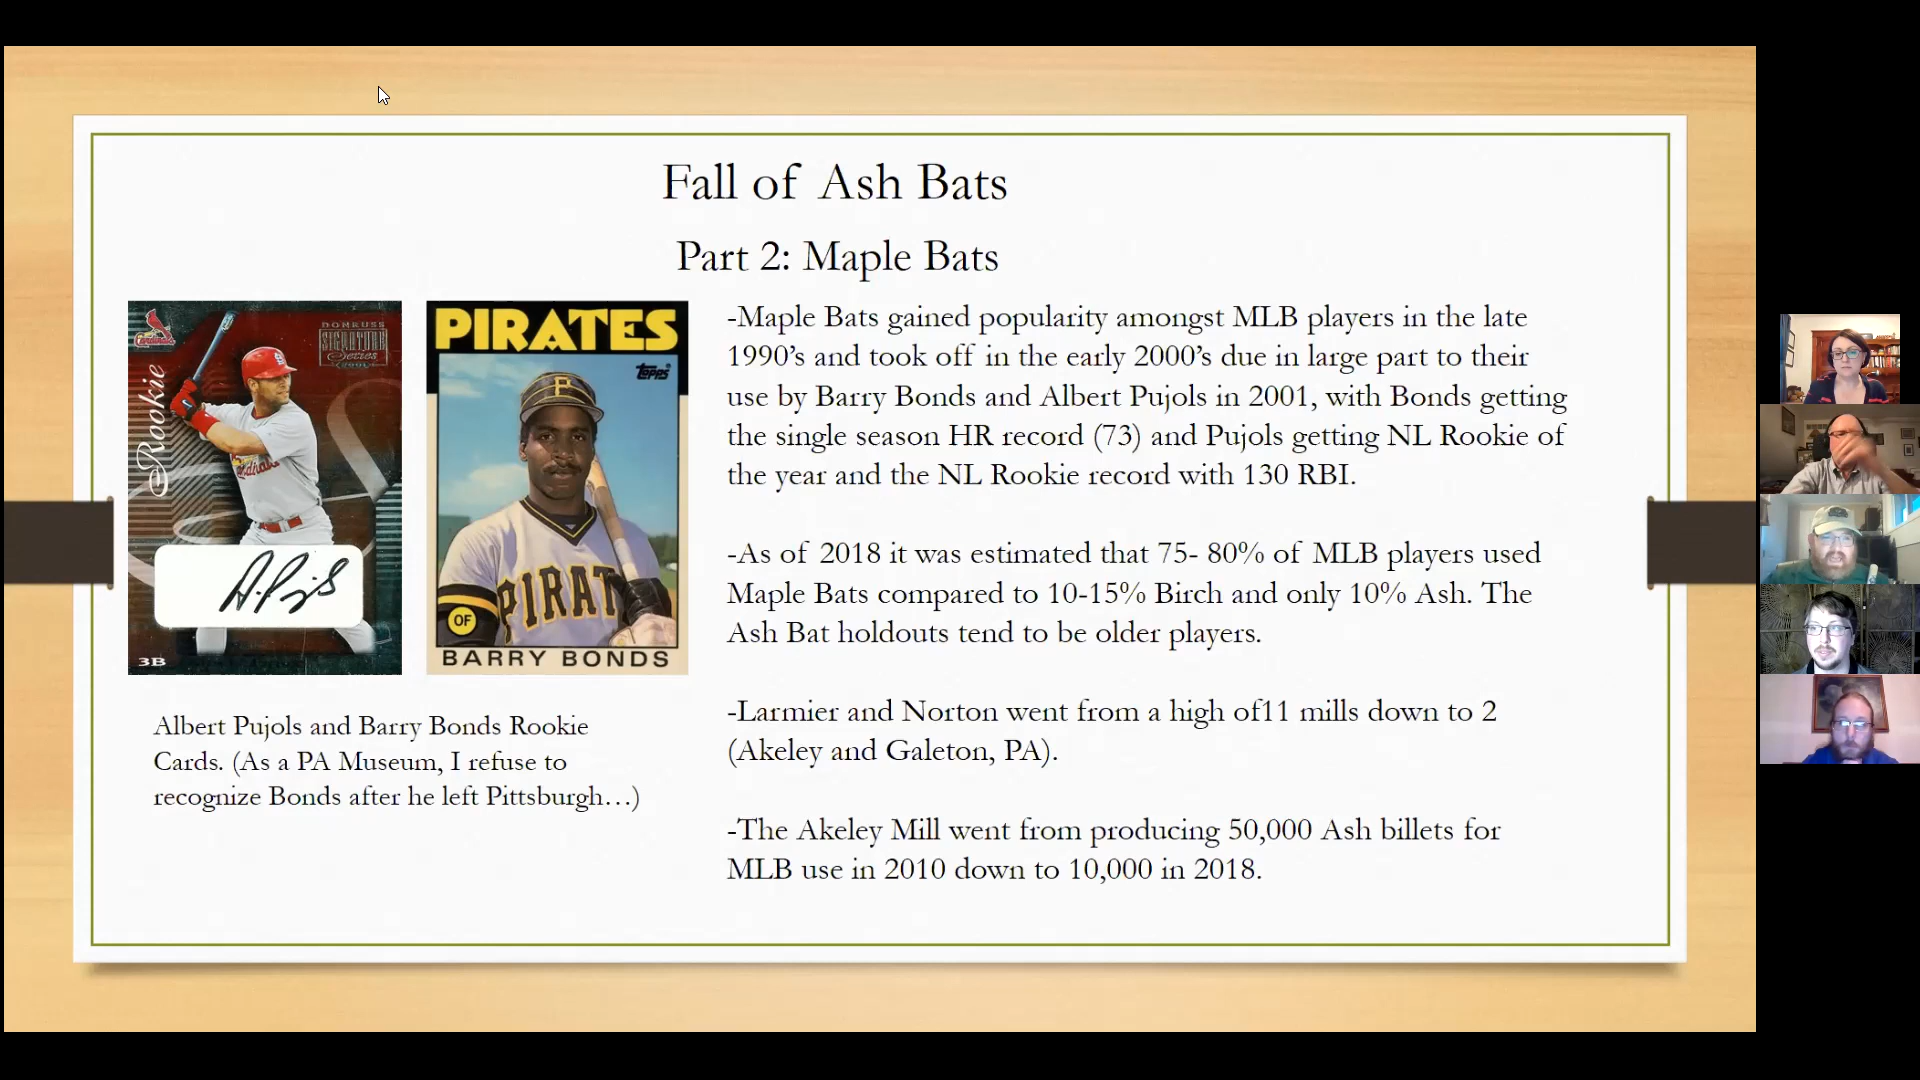 Fall of Ash Bats
Part 2: Maple Bats
Cardinals
DONRUSS
SIGNATURE
Series
2001
Rookie
Cardinals
A. Pujols
3B
PIRATES
topps
PIRAT
OF
BARRY BONDS
Albert Pujols and Barry Bonds Rookie
Cards. (As a PA Museum, I refuse to
recognize Bonds after he left Pittsburgh…)
-Maple Bats gained popularity amongst MLB players in the late
1990’s and took off in the early 2000’s due in large part to their
use by Barry Bonds and Albert Pujols in 2001, with Bonds getting
the single season HR record (73) and Pujols getting NL Rookie of
the year and the NL Rookie record with 130 RBI.
-As of 2018 it was estimated that 75- 80% of MLB players used
Maple Bats compared to 10-15% Birch and only 10% Ash. The
Ash Bat holdouts tend to be older players.
-Larmier and Norton went from a high of11 mills down to 2
(Akeley and Galeton, PA).
-The Akeley Mill went from producing 50,000 Ash billets for
MLB use in 2010 down to 10,000 in 2018.